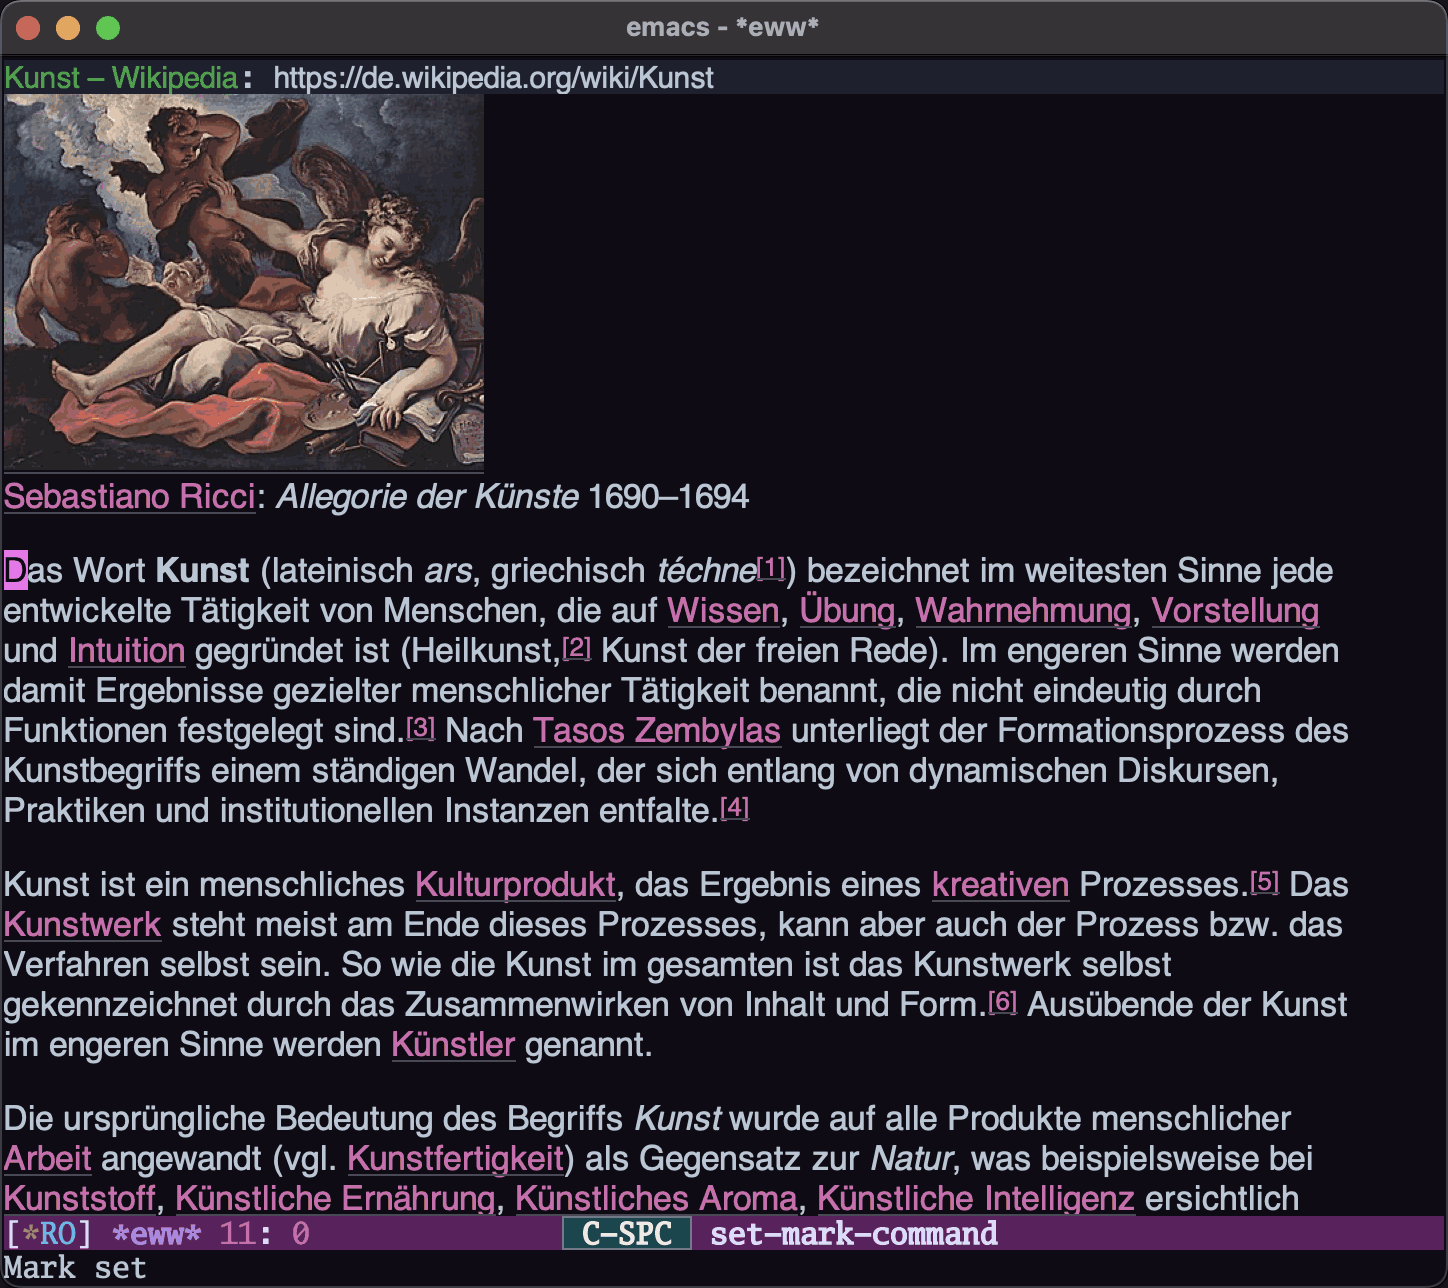 emacs - *eww*
Kunst – Wikipedia: https://de.wikipedia.org/wiki/Kunst
Sebastiano Ricci: Allegorie der Künste 1690–1694
Das Wort Kunst (lateinisch ars, griechisch téchne[1]) bezeichnet im weitesten Sinne jede
entwickelte Tätigkeit von Menschen, die auf Wissen, Übung, Wahrnehmung, Vorstellung
und Intuition gegründet ist (Heilkunst,[2] Kunst der freien Rede). Im engeren Sinne werden
damit Ergebnisse gezielter menschlicher Tätigkeit benannt, die nicht eindeutig durch
Funktionen festgelegt sind.[3] Nach Tasos Zembylas unterliegt der Formationsprozess des
Kunstbegriffs einem ständigen Wandel, der sich entlang von dynamischen Diskursen,
Praktiken und institutionellen Instanzen entfalte.[4]
Kunst ist ein menschliches Kulturprodukt, das Ergebnis eines kreativen Prozesses.[5] Das
Kunstwerk steht meist am Ende dieses Prozesses, kann aber auch der Prozess bzw. das
Verfahren selbst sein. So wie die Kunst im gesamten ist das Kunstwerk selbst
gekennzeichnet durch das Zusammenwirken von Inhalt und Form.[6] Ausübende der Kunst
im engeren Sinne werden Künstler genannt.
Die ursprüngliche Bedeutung des Begriffs Kunst wurde auf alle Produkte menschlicher
Arbeit angewandt (vgl. Kunstfertigkeit) als Gegensatz zur Natur, was beispielsweise bei
Kunststoff, Künstliche Ernährung, Künstliches Aroma, Künstliche Intelligenz ersichtlich
[*RO] *eww* 11: 0 C-SPC set-mark-command
Mark set